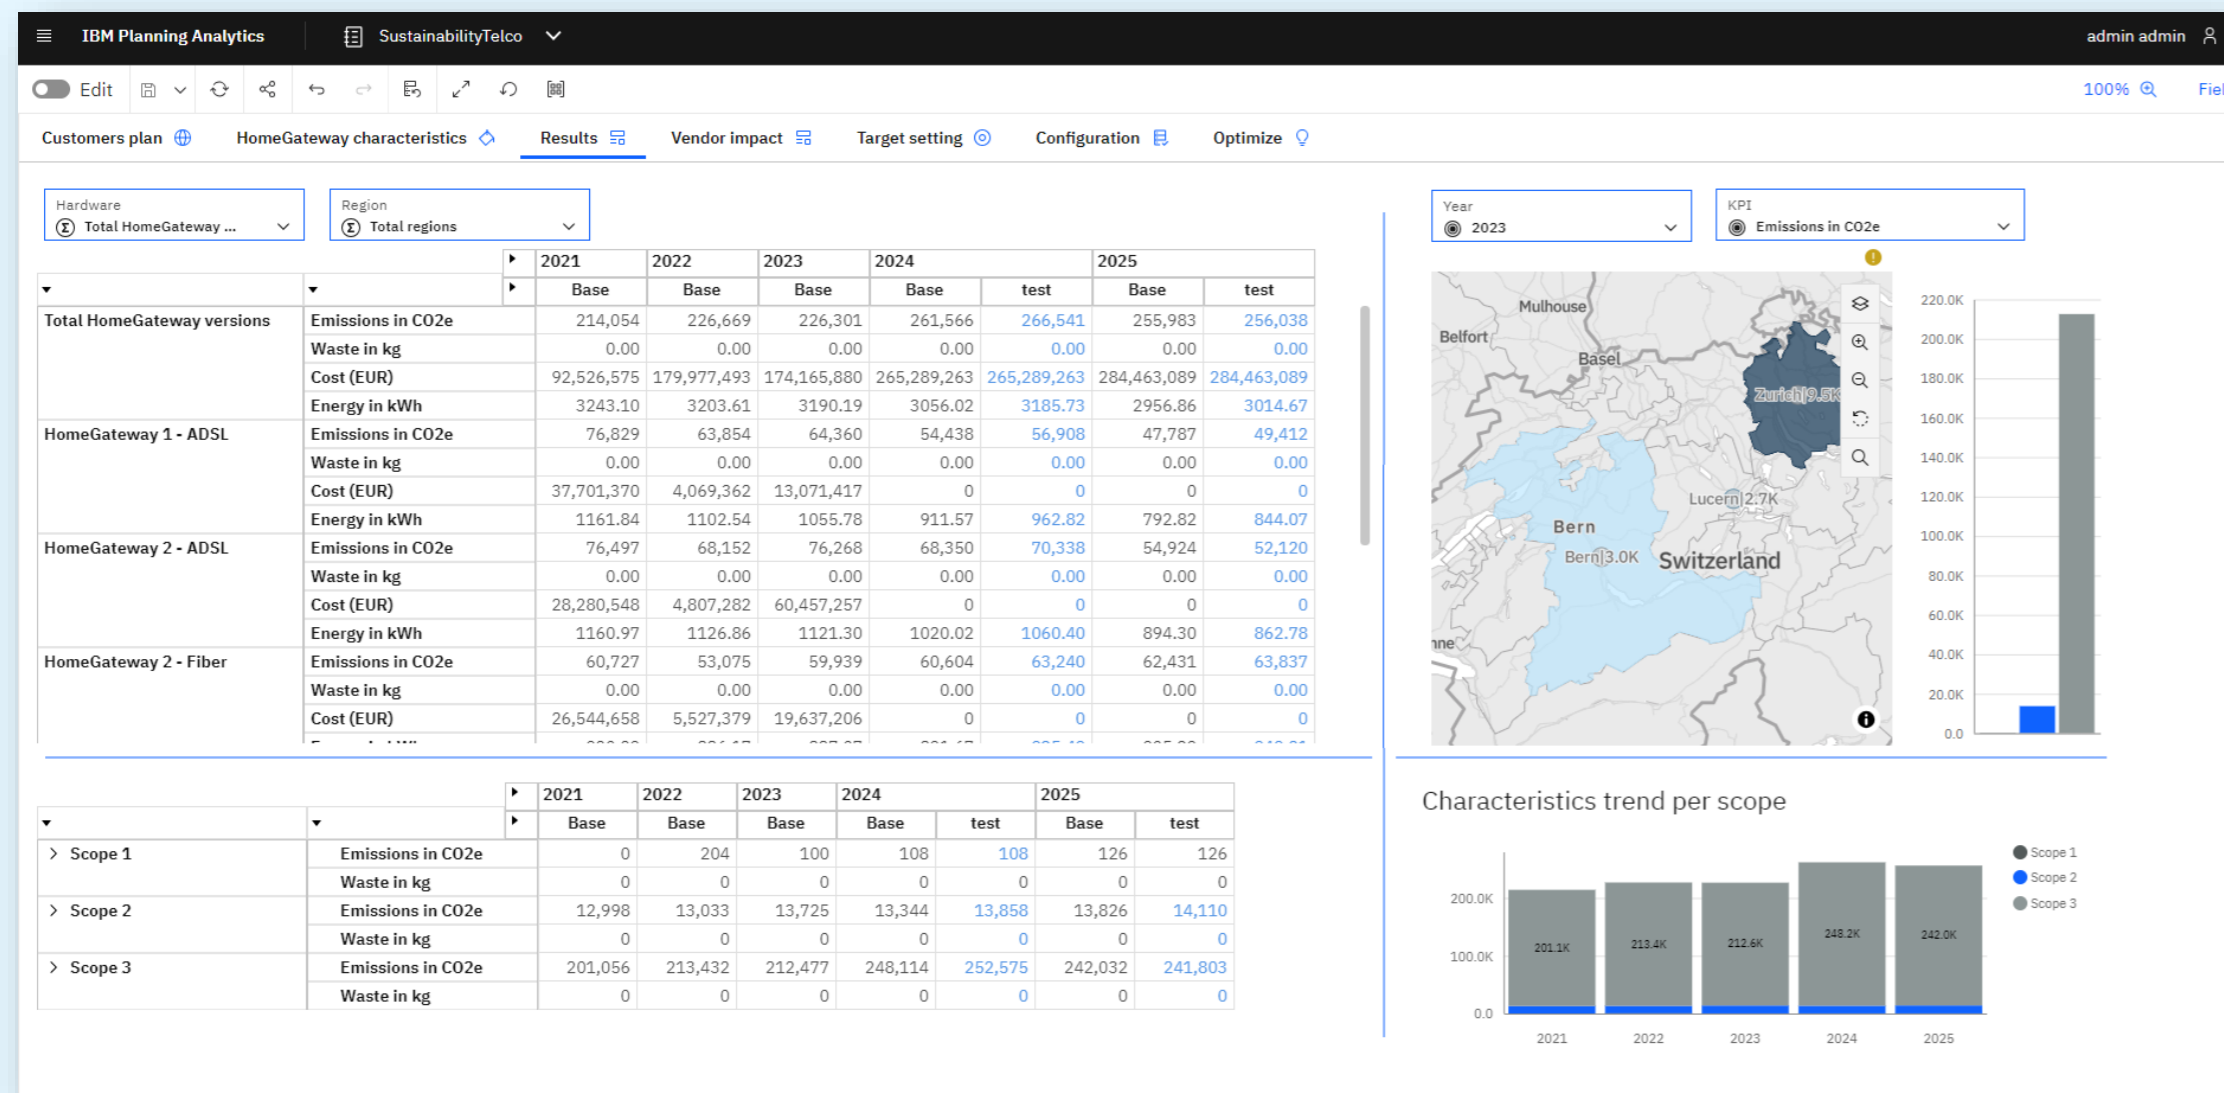 IBM Planning Analytics SustainabilityTelco admin admin
Edit 100%
Customers plan HomeGateway characteristics Results Vendor impact Target setting Configuration Optimize
Hardware Region
Total HomeGateway ... Total regions
2021 2022 2023 2024 2025
Base Base Base Base test Base test
Total HomeGateway versions Emissions in CO2e 214,054 226,669 226,301 261,566 266,541 255,983 256,038
Waste in kg 0.00 0.00 0.00 0.00 0.00 0.00 0.00
Cost (EUR) 92,526,575 179,977,493 174,165,880 265,289,263 265,289,263 284,463,089 284,463,089
Energy in kWh 3243.10 3203.61 3190.19 3056.02 3185.73 2956.86 3014.67
HomeGateway 1 - ADSL Emissions in CO2e 76,829 63,854 64,360 54,438 56,908 47,787 49,412
Waste in kg 0.00 0.00 0.00 0.00 0.00 0.00 0.00
Cost (EUR) 37,701,370 4,069,362 13,071,417 0 0 0 0
Energy in kWh 1161.84 1102.54 1055.78 911.57 962.82 792.82 844.07
HomeGateway 2 - ADSL Emissions in CO2e 76,497 68,152 76,268 68,350 70,338 54,924 52,120
Waste in kg 0.00 0.00 0.00 0.00 0.00 0.00 0.00
Cost (EUR) 28,280,548 4,807,282 60,457,257 0 0 0 0
Energy in kWh 1160.97 1126.86 1121.30 1020.02 1060.40 894.30 862.78
HomeGateway 2 - Fiber Emissions in CO2e 60,727 53,075 59,939 60,604 63,240 62,431 63,837
Waste in kg 0.00 0.00 0.00 0.00 0.00 0.00 0.00
Cost (EUR) 26,544,658 5,527,379 19,637,206 0 0 0 0
Year KPI
2023 Emissions in CO2e
Mulhouse
Belfort
Basel
Zurich|9.5K
Lucern|2.7K
Bern
Bern|3.0K
Switzerland
220.0K
200.0K
180.0K
160.0K
140.0K
120.0K
100.0K
80.0K
60.0K
40.0K
20.0K
0.0
2021 2022 2023 2024 2025
Base Base Base Base test Base test
Scope 1 Emissions in CO2e 0 204 100 108 108 126 126
Waste in kg 0 0 0 0 0 0 0
Scope 2 Emissions in CO2e 12,998 13,033 13,725 13,344 13,858 13,826 14,110
Waste in kg 0 0 0 0 0 0 0
Scope 3 Emissions in CO2e 201,056 213,432 212,477 248,114 252,575 242,032 241,803
Waste in kg 0 0 0 0 0 0 0
Characteristics trend per scope
200.0K
100.0K
0.0
201.1K 213.4K 212.6K 248.2K 242.0K
2021 2022 2023 2024 2025
Scope 1
Scope 2
Scope 3